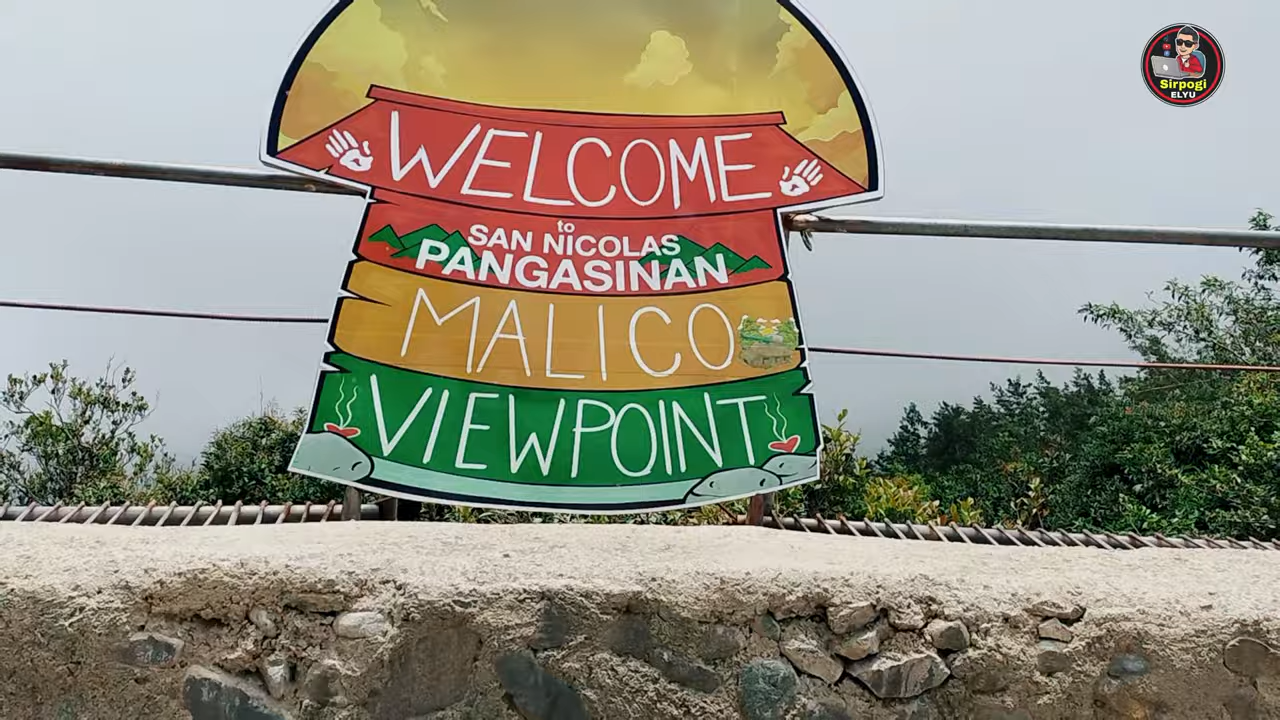 WELCOME
to
SAN NICOLAS
PANGASINAN
MALICO
VIEWPOINT
Sirpogi
ELYU